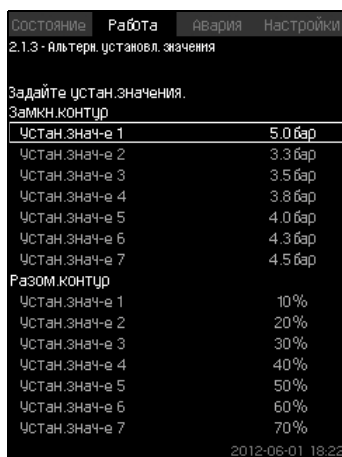 Состояние Работа Авария Настройки
2.1.3 - Альтерн. установл. значения
Задайте устан.значения.
Замкн.контур
Устан.знач-е 1 5.0 бар
Устан.знач-е 2 3.3 бар
Устан.знач-е 3 3.5 бар
Устан.знач-е 4 3.8 бар
Устан.знач-е 5 4.0 бар
Устан.знач-е 6 4.3 бар
Устан.знач-е 7 4.5 бар
Разом.контур
Устан.знач-е 1 10%
Устан.знач-е 2 20%
Устан.знач-е 3 30%
Устан.знач-е 4 40%
Устан.знач-е 5 50%
Устан.знач-е 6 60%
Устан.знач-е 7 70%
2012-06-01 18:22